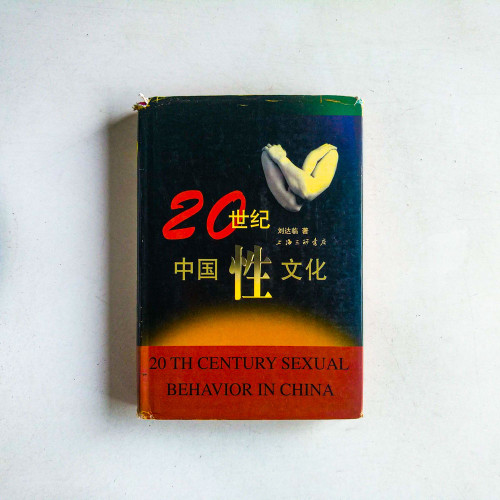 20世纪
刘达临 著
上海三联书店
中国性文化
20 TH CENTURY SEXUAL
BEHAVIOR IN CHINA